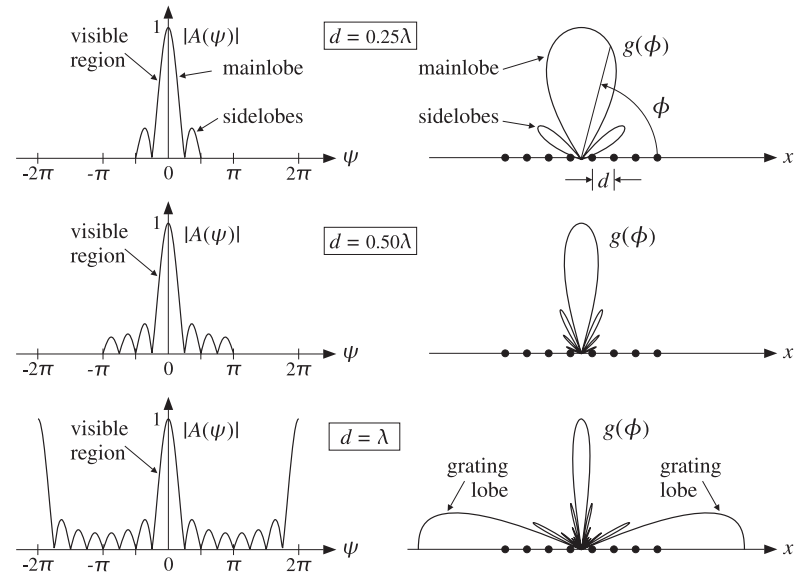 1
|A(ψ)|
visible
region
mainlobe
sidelobes
-2π
-π
0
π
2π
ψ
d = 0.25λ
mainlobe
g(ϕ)
sidelobes
ϕ
d
x
1
|A(ψ)|
visible
region
-2π
-π
0
π
2π
ψ
d = 0.50λ
g(ϕ)
x
1
|A(ψ)|
visible
region
-2π
-π
0
π
2π
ψ
d = λ
g(ϕ)
grating
lobe
grating
lobe
x